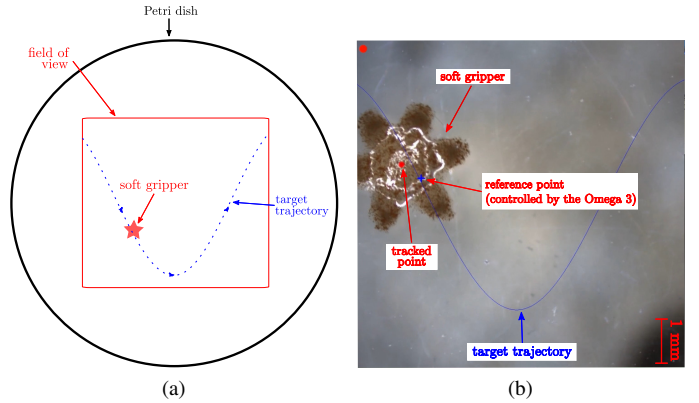 Petri dish
field of
view
soft gripper
target
trajectory
(a)
soft gripper
reference point
(controlled by the Omega 3)
tracked
point
target trajectory
1 mm
(b)